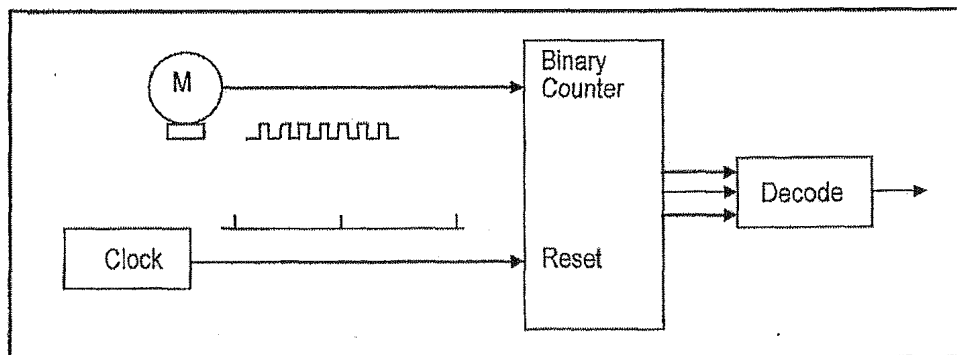 M
Binary
Counter
Decode
Clock
Reset